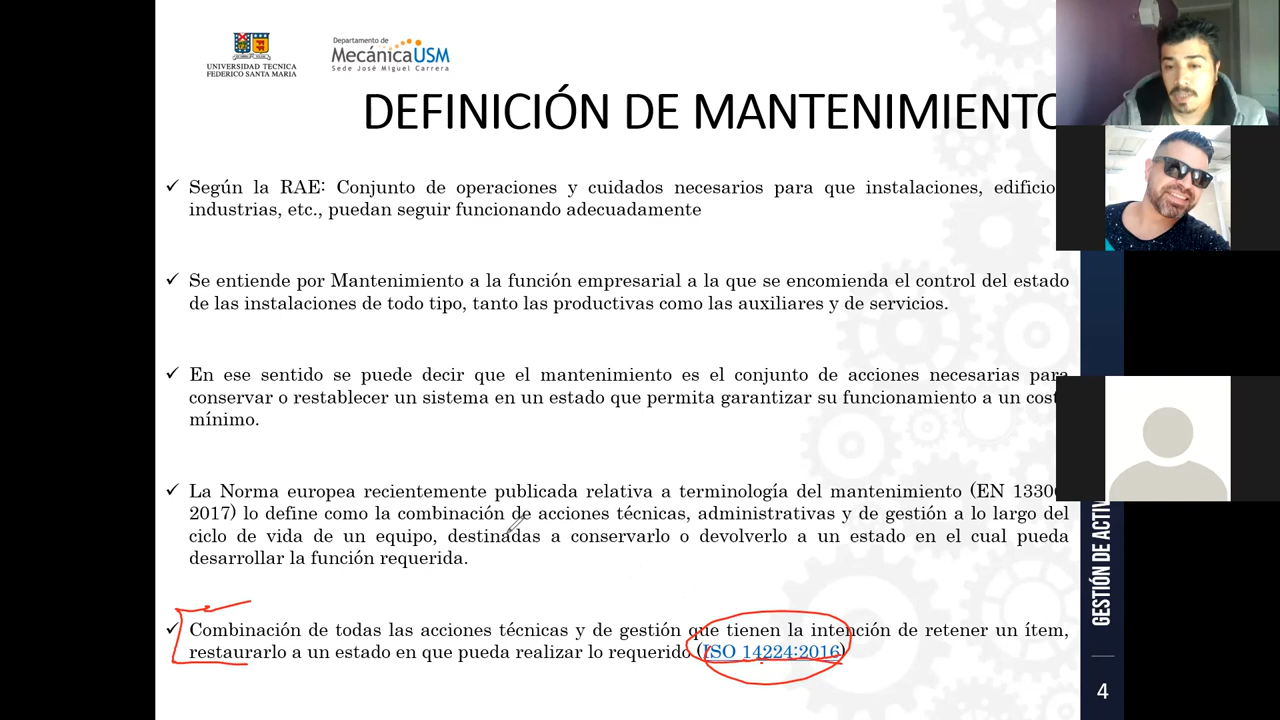 UNIVERSIDAD TECNICA
FEDERICO SANTA MARIA
Departamento de
MecánicaUSM
Sede José Miguel Carrera
DEFINICIÓN DE MANTENIMIENTO
✓ Según la RAE: Conjunto de operaciones y cuidados necesarios para que instalaciones, edificio
industrias, etc., puedan seguir funcionando adecuadamente
✓ Se entiende por Mantenimiento a la función empresarial a la que se encomienda el control del estado
de las instalaciones de todo tipo, tanto las productivas como las auxiliares y de servicios.
✓ En ese sentido se puede decir que el mantenimiento es el conjunto de acciones necesarias para
conservar o restablecer un sistema en un estado que permita garantizar su funcionamiento a un cost
mínimo.
✓ La Norma europea recientemente publicada relativa a terminología del mantenimiento (EN 1330
2017) lo define como la combinación de acciones técnicas, administrativas y de gestión a lo largo del
ciclo de vida de un equipo, destinadas a conservarlo o devolverlo a un estado en el cual pueda
desarrollar la función requerida.
✓ Combinación de todas las acciones técnicas y de gestión que tienen la intención de retener un ítem,
restaurarlo a un estado en que pueda realizar lo requerido (ISO 14224:2016)
GESTIÓN DE ACTIV
4